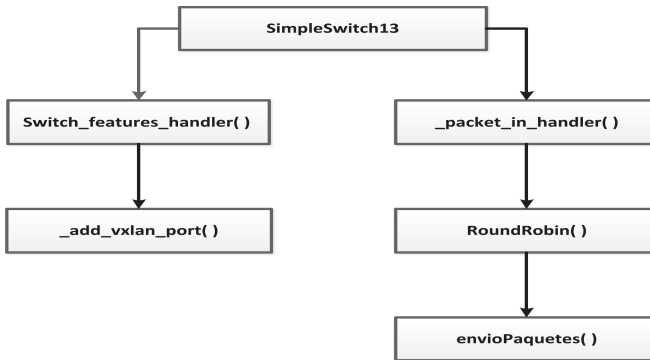 SimpleSwitch13
Switch_features_handler( )
_packet_in_handler( )
_add_vxlan_port( )
RoundRobin( )
envioPaquetes( )